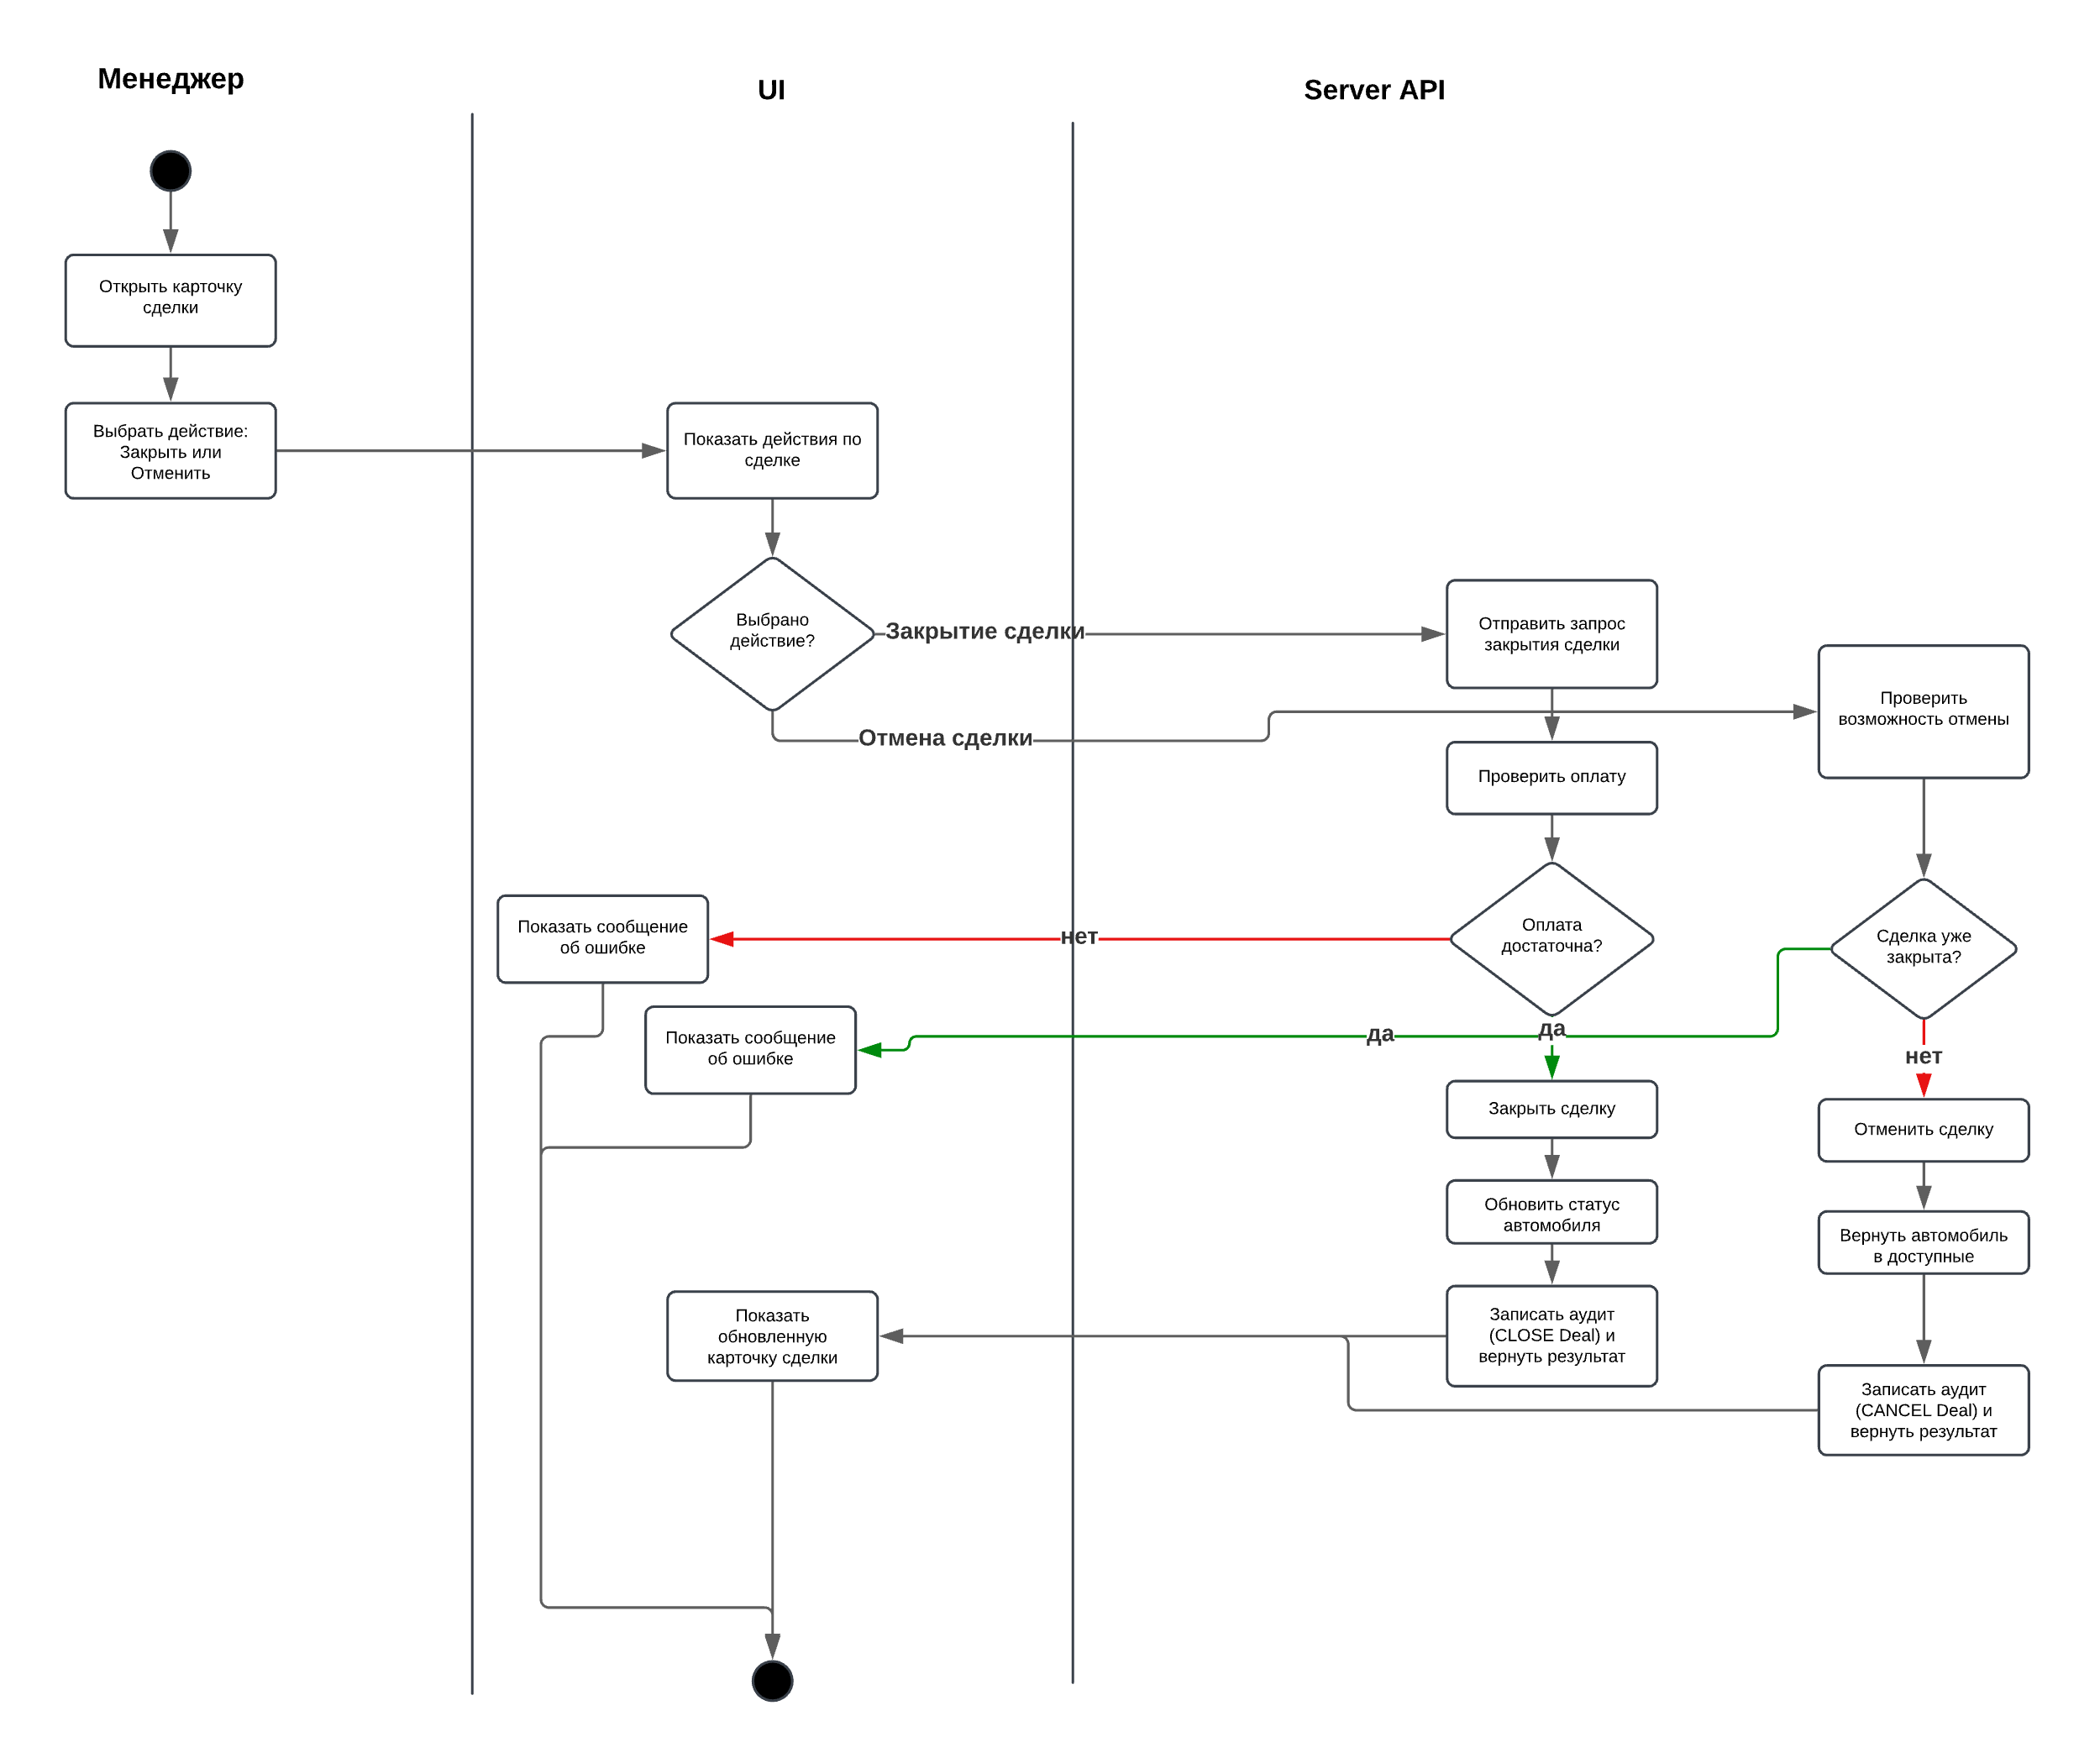 Менеджер
UI
Server API
Открыть карточку
сделки
Выбрать действие:
Закрыть или
Отменить
Показать действия по
сделке
Выбрано
действие?
Закрытие сделки
Отправить запрос
закрытия сделки
Проверить
возможность отмены
Отмена сделки
Проверить оплату
Показать сообщение
об ошибке
нет
Оплата
достаточна?
Сделка уже
закрыта?
Показать сообщение
об ошибке
да
да
нет
Закрыть сделку
Отменить сделку
Обновить статус
автомобиля
Вернуть автомобиль
в доступные
Показать
обновленную
карточку сделки
Записать аудит
(CLOSE Deal) и
вернуть результат
Записать аудит
(CANCEL Deal) и
вернуть результат